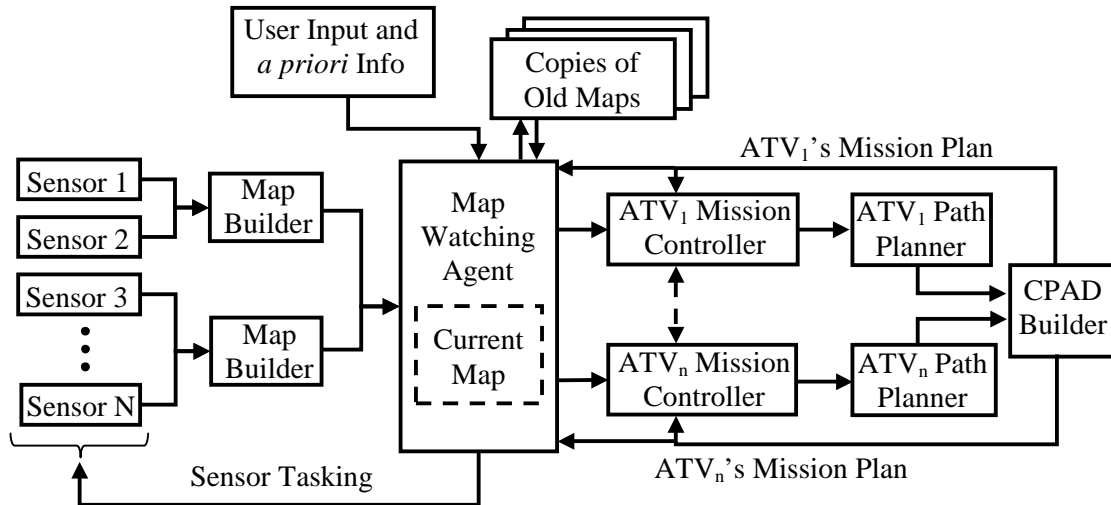 User Input and
a priori Info
Copies of
Old Maps
ATV₁'s Mission Plan
Sensor 1
Sensor 2
Map
Builder
Sensor 3
Sensor N
Map
Builder
Map
Watching
Agent
Current
Map
ATV₁ Mission
Controller
ATV₁ Path
Planner
CPAD
Builder
ATVₙ Mission
Controller
ATVₙ Path
Planner
Sensor Tasking
ATVₙ's Mission Plan